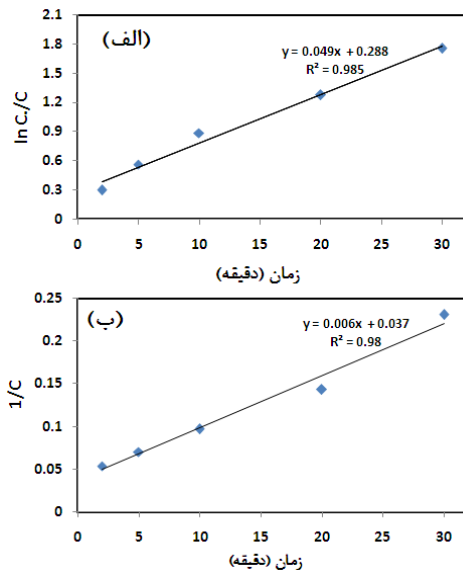 (الف)
y = 0.049x + 0.288
R² = 0.985
ln C./C
2.1
1.8
1.5
1.2
0.9
0.6
0.3
0
0 5 10 15 20 25 30
زمان (دقیقه)
(ب)
y = 0.006x + 0.037
R² = 0.98
1/C
0.25
0.2
0.15
0.1
0.05
0
0 5 10 15 20 25 30
زمان (دقیقه)